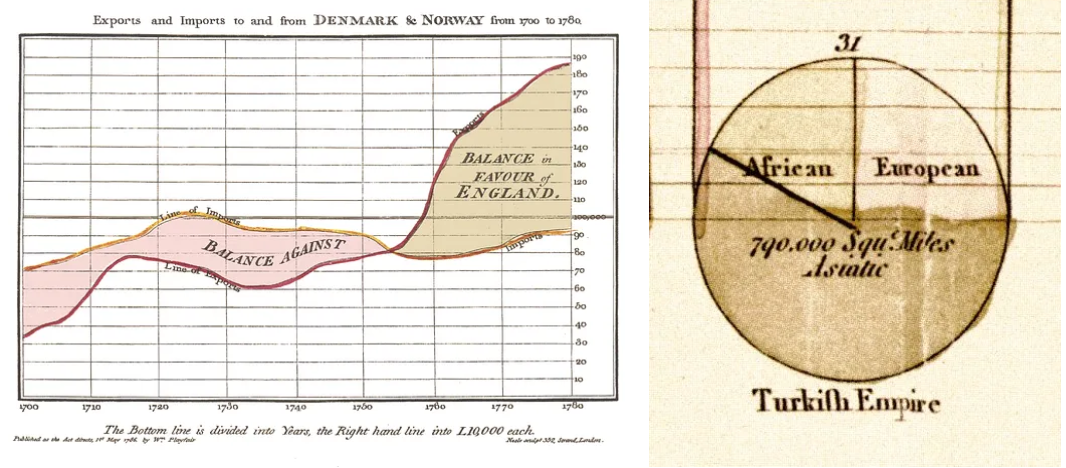 Exports and Imports to and from DENMARK & NORWAY from 1700 to 1780.
190
180
170
160
150
140
130
120
110
100,000
90
80
70
60
50
40
30
20
10
Exports
BALANCE in
FAVOUR of
ENGLAND.
Line of Imports
BALANCE AGAINST
Imports
Line of Exports
1700 1710 1720 1730 1740 1750 1760 1770 1780
The Bottom line is divided into Years, the Right hand line into L10,000 each.
Published as the Act directs, 1st May 1786. by Wm. Playfair
Neele sculpt 352, Strand, London.
31
African
European
790.000 Squ.e Miles
Asiatic
Turkiſh Empire